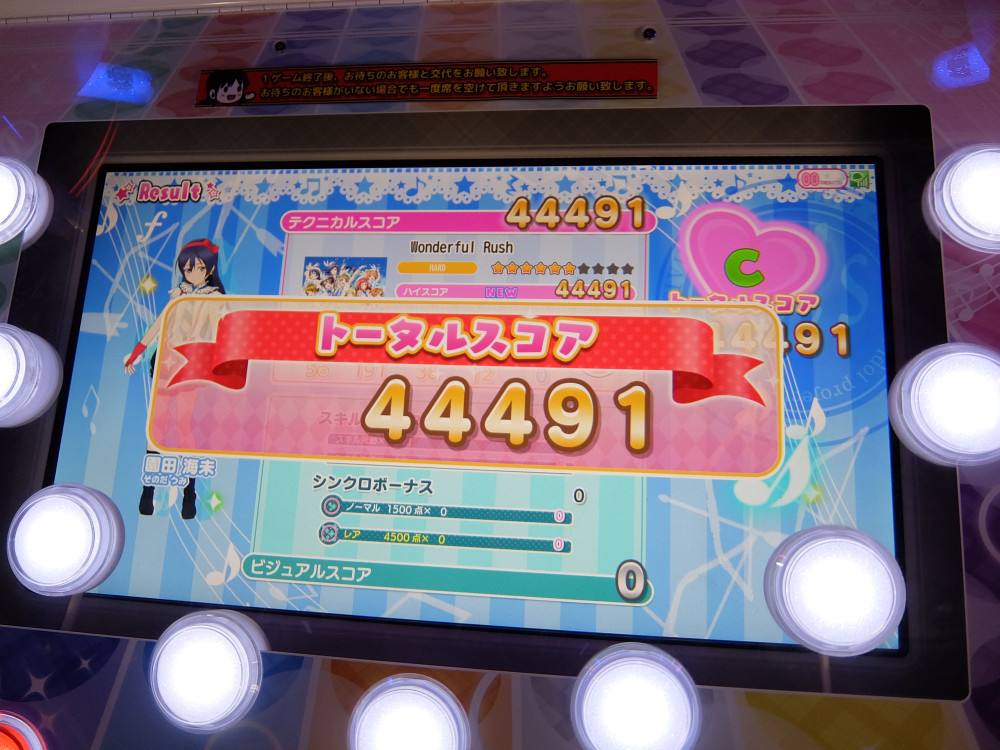 1ゲーム終了後、お待ちのお客様と交代をお願い致します。
お待ちのお客様がいない場合でも一度席を空けて頂きますようお願い致します。
Result
00
テクニカルスコア 44491
Wonderful Rush
HARD
ハイスコア NEW 44491
C
トータルスコア
44491
トータルスコア
44491
スキル
園田 海未
そのだ うみ
シンクロボーナス 0
ノーマル 1500点× 0 0
レア 4500点× 0 0
ビジュアルスコア 0